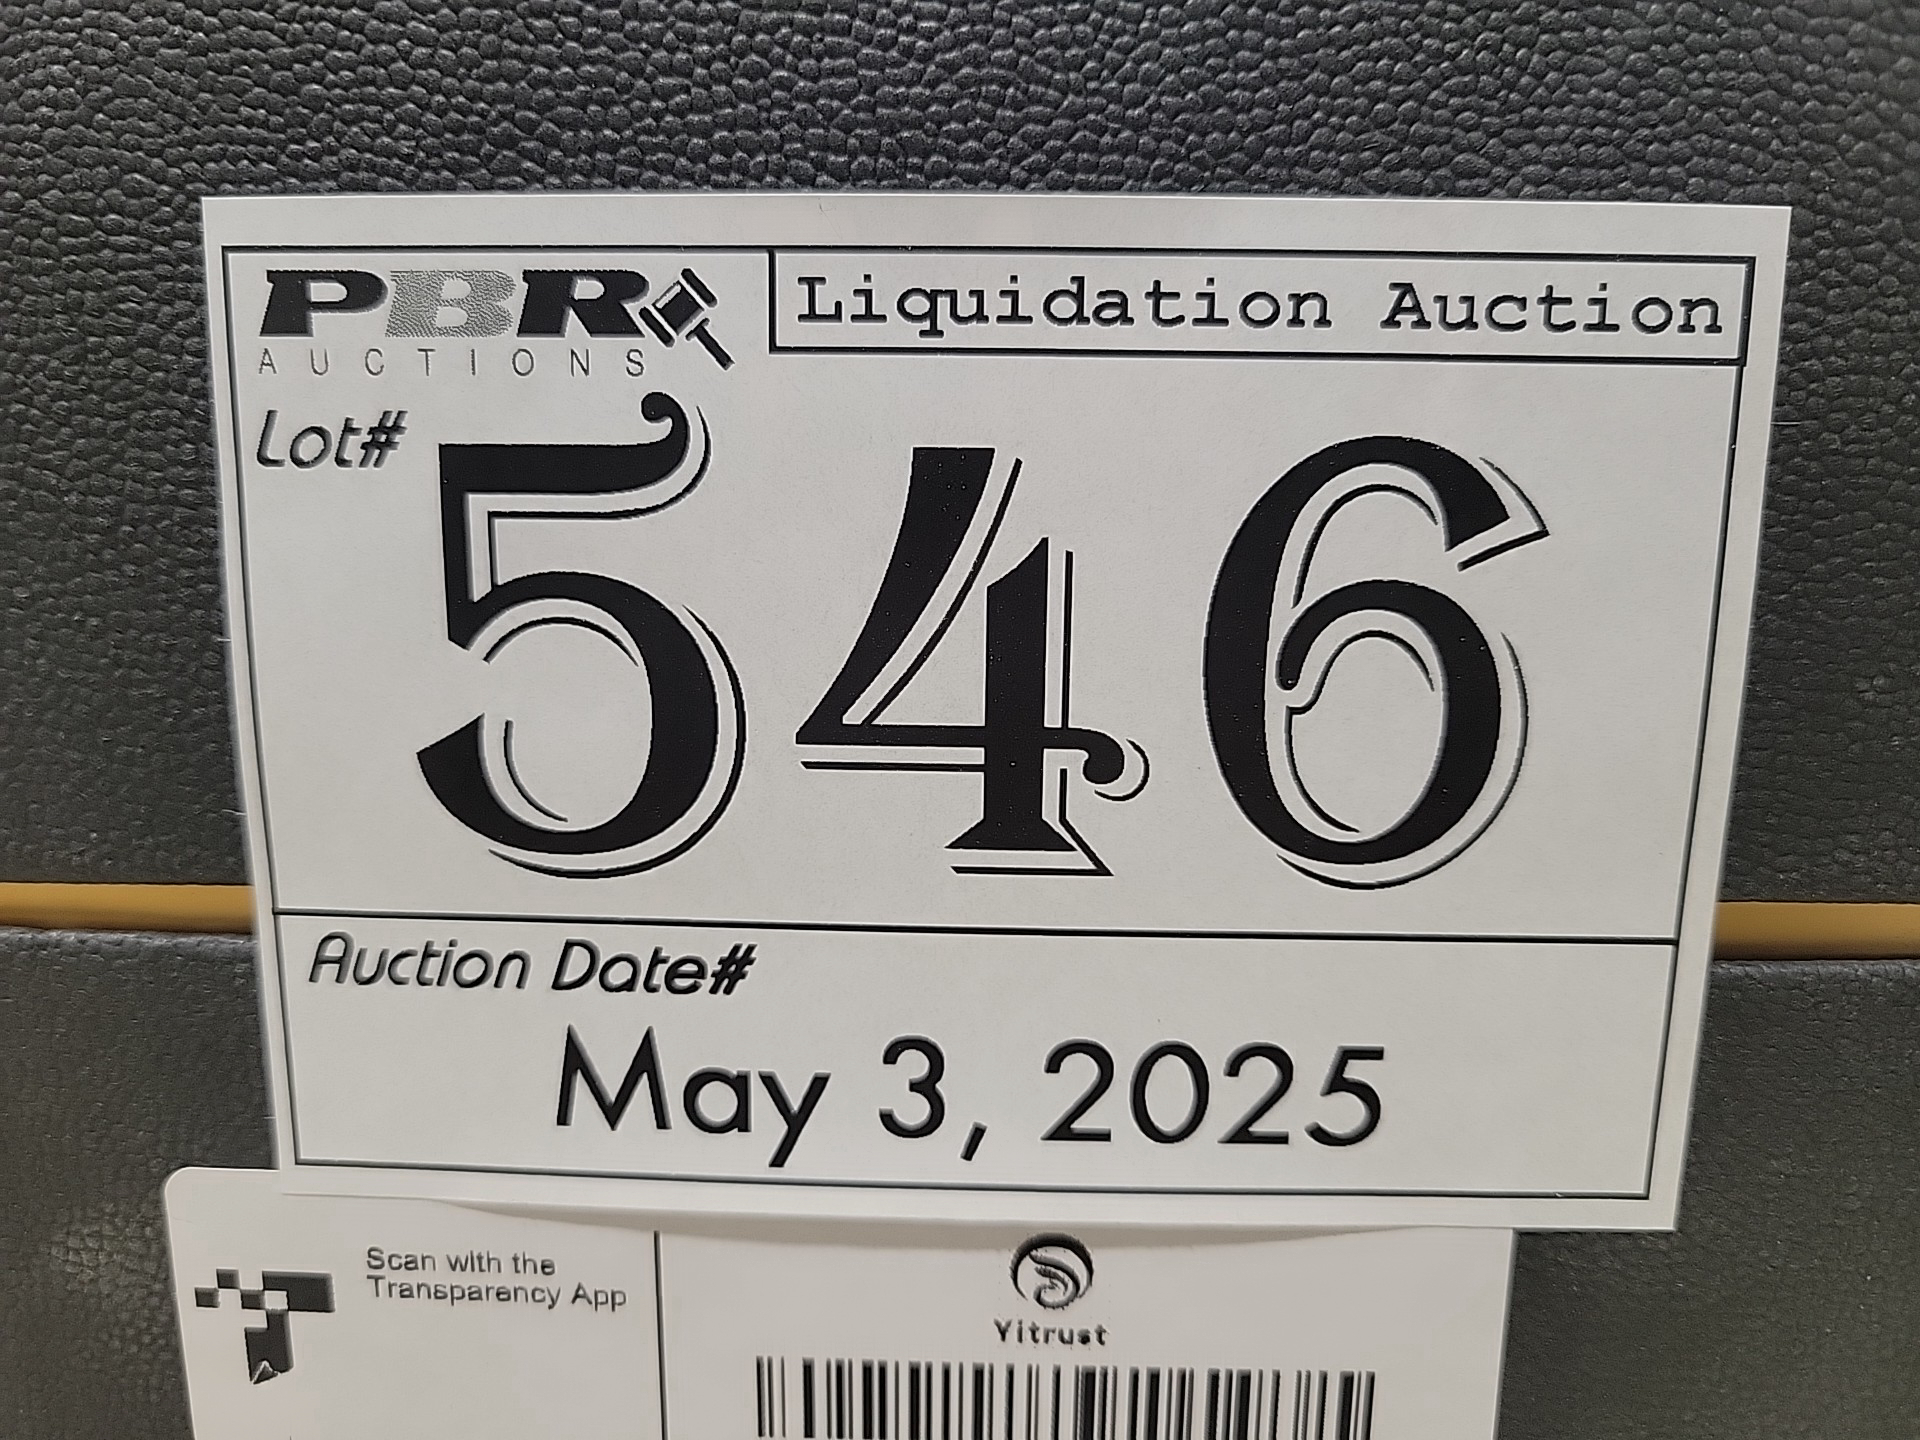 PBR
AUCTIONS
Liquidation Auction
Lot#
546
Auction Date#
May 3, 2025
Scan with the
Transparency App
Yitrust